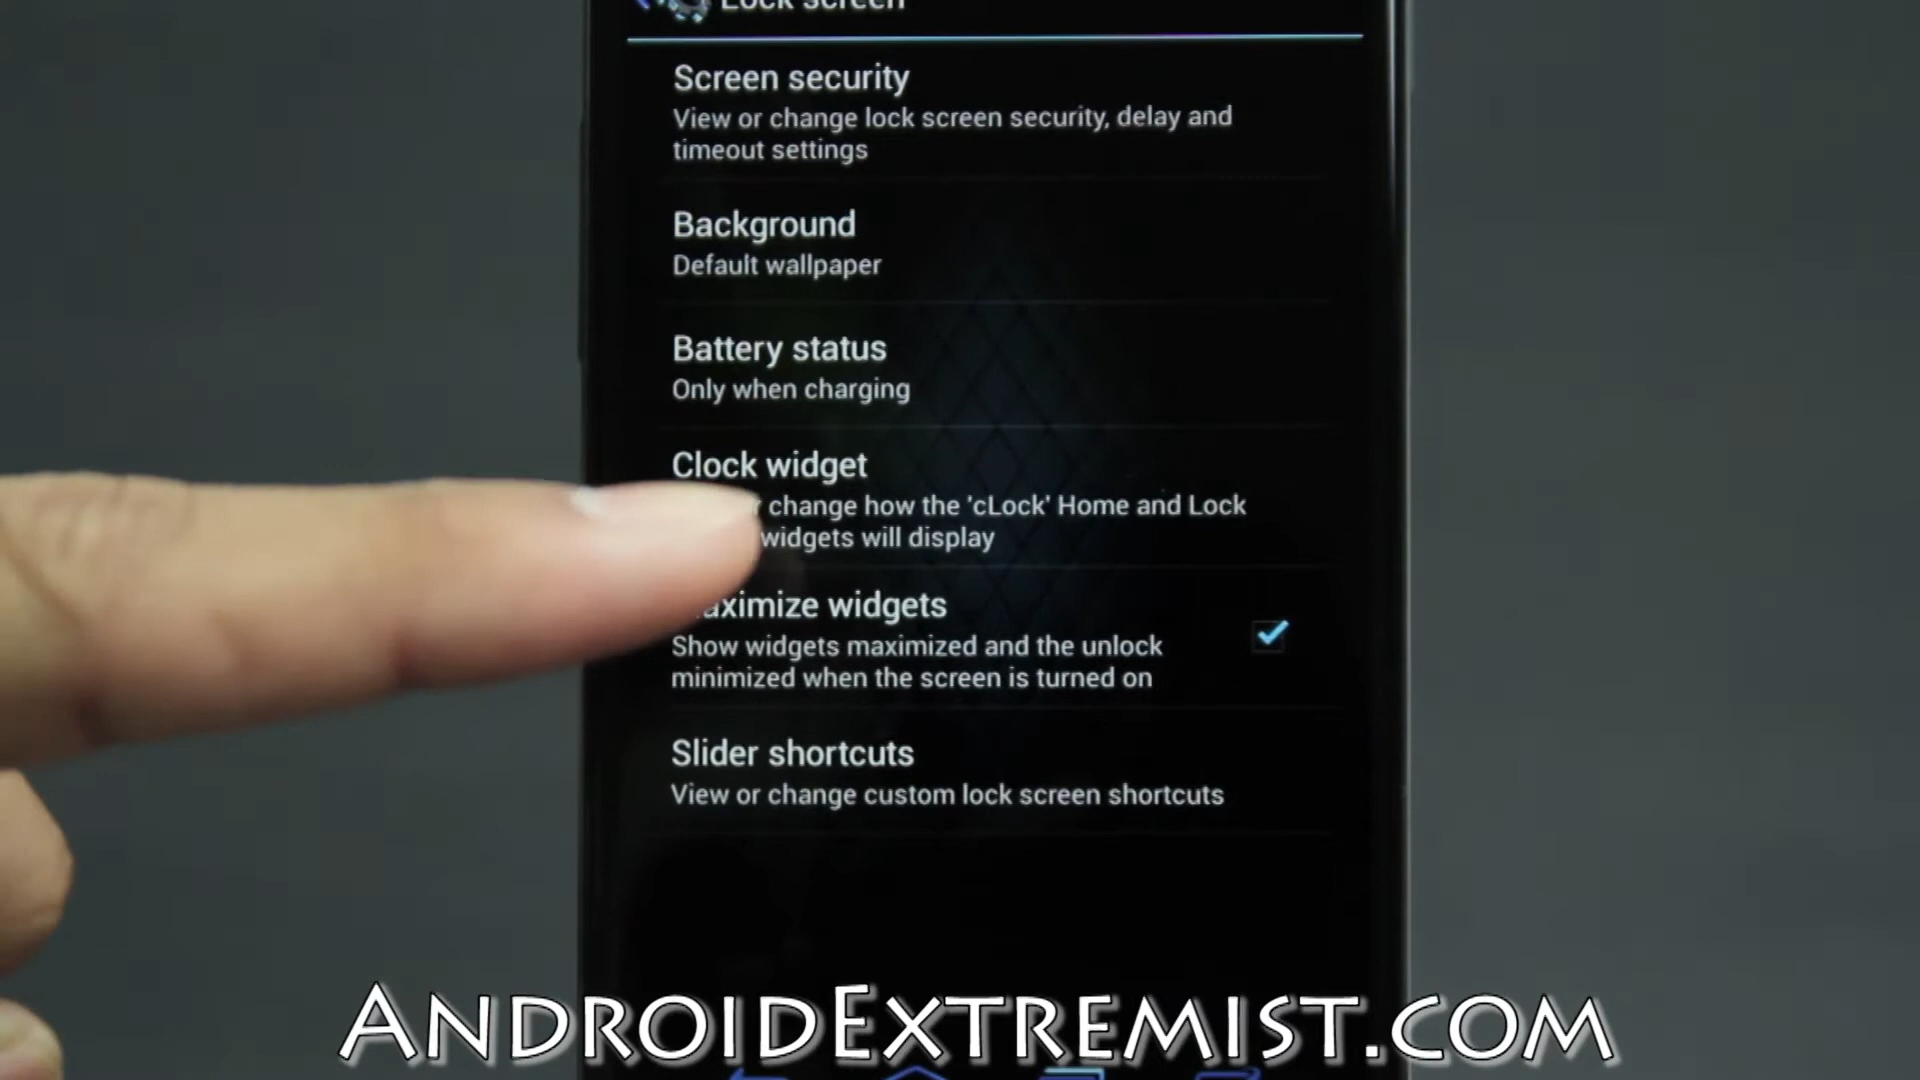 Lock screen
Screen security
View or change lock screen security, delay and
timeout settings
Background
Default wallpaper
Battery status
Only when charging
Clock widget
change how the 'cLock' Home and Lock
widgets will display
widgets
Show widgets maximized and the unlock
minimized when the screen is turned on
Slider shortcuts
View or change custom lock screen shortcuts
AndroidExtremist.com